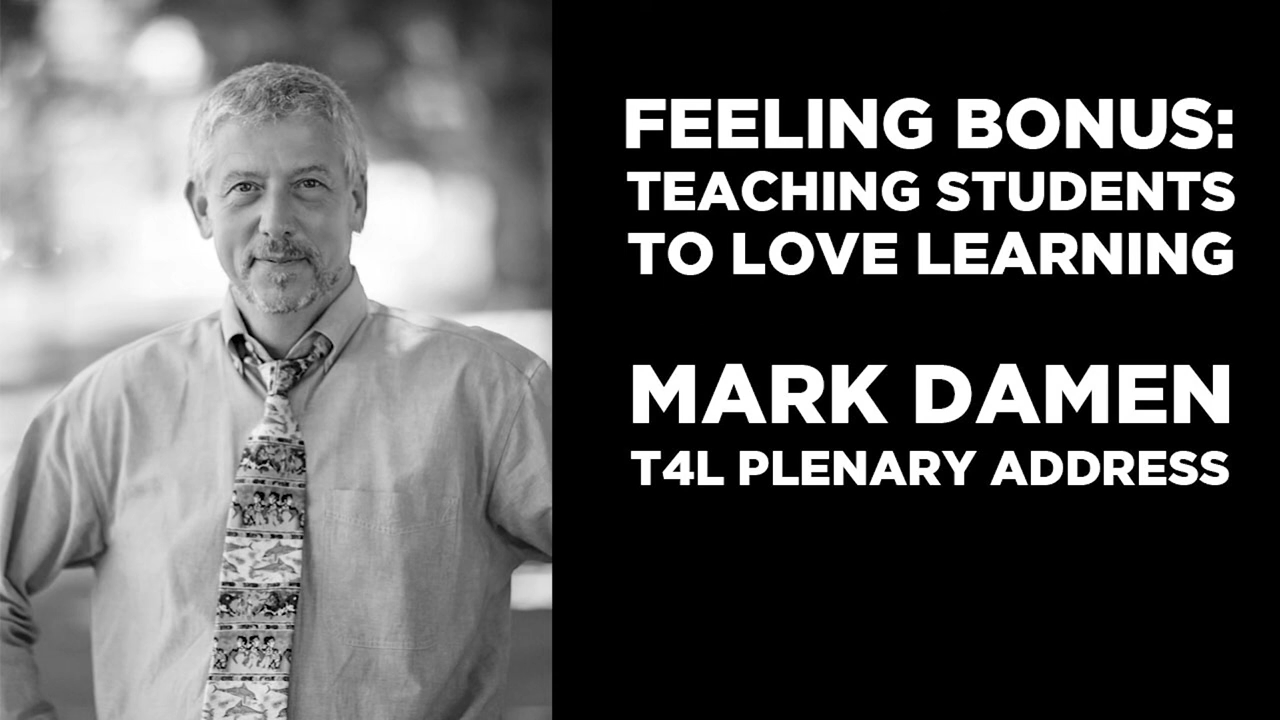 FEELING BONUS:
TEACHING STUDENTS
TO LOVE LEARNING
MARK DAMEN
T4L PLENARY ADDRESS